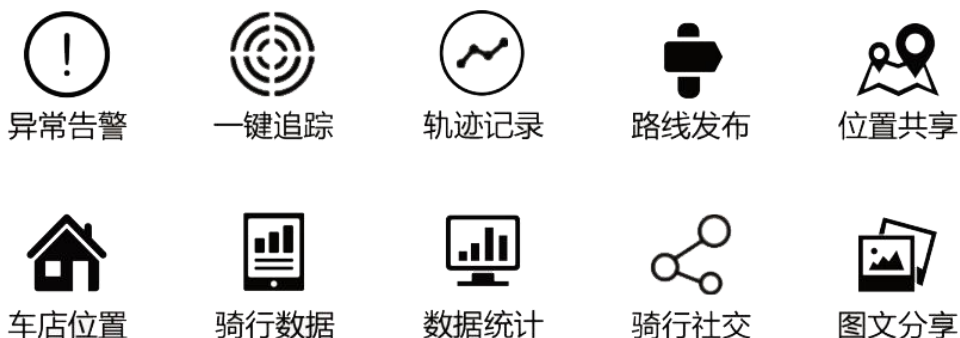 异常告警 一键追踪 轨迹记录 路线发布 位置共享
车店位置 骑行数据 数据统计 骑行社交 图文分享